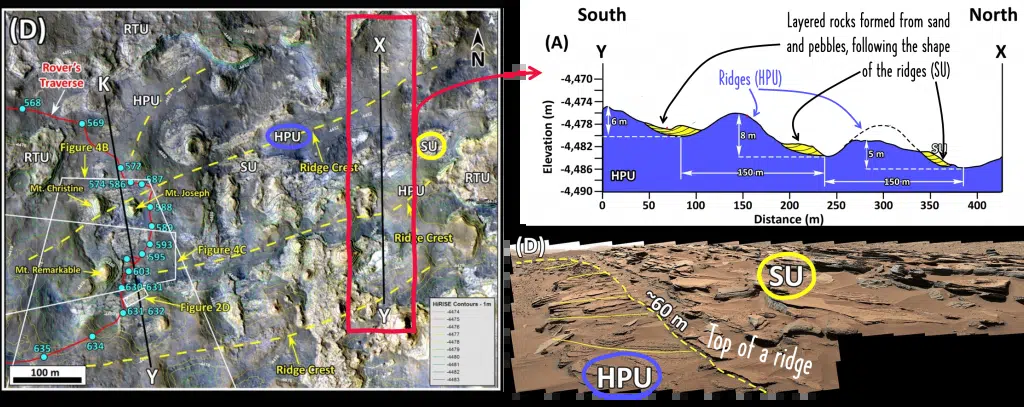 (D)
RTU
Rover's
Traverse
K
X
N
568
569
HPU
HPU
SU
Figure 4B
RTU
572
SU
Ridge Crest
574-586
587
HPU
RTU
Mt. Christine
Mt. Joseph
588
589
593
Ridge Crest
595
Figure 4C
Mt. Remarkable
603
630-631
Figure 2D
631-632
Y
HiRISE Contours - 1m
-4474
-4475
-4476
-4477
-4478
-4479
-4480
-4481
-4482
-4483
634
635
Ridge Crest
100 m
Y
South
North
Layered rocks formed from sand
and pebbles, following the shape
of the ridges (SU)
(A)
Y
X
Ridges (HPU)
Elevation (m)
-4,470
-4,474
-4,478
-4,482
-4,486
-4,490
6 m
8 m
5 m
SU
150 m
150 m
HPU
0
50
100
150
200
250
300
350
400
Distance (m)
(D)
SU
~60 m
Top of a ridge
HPU